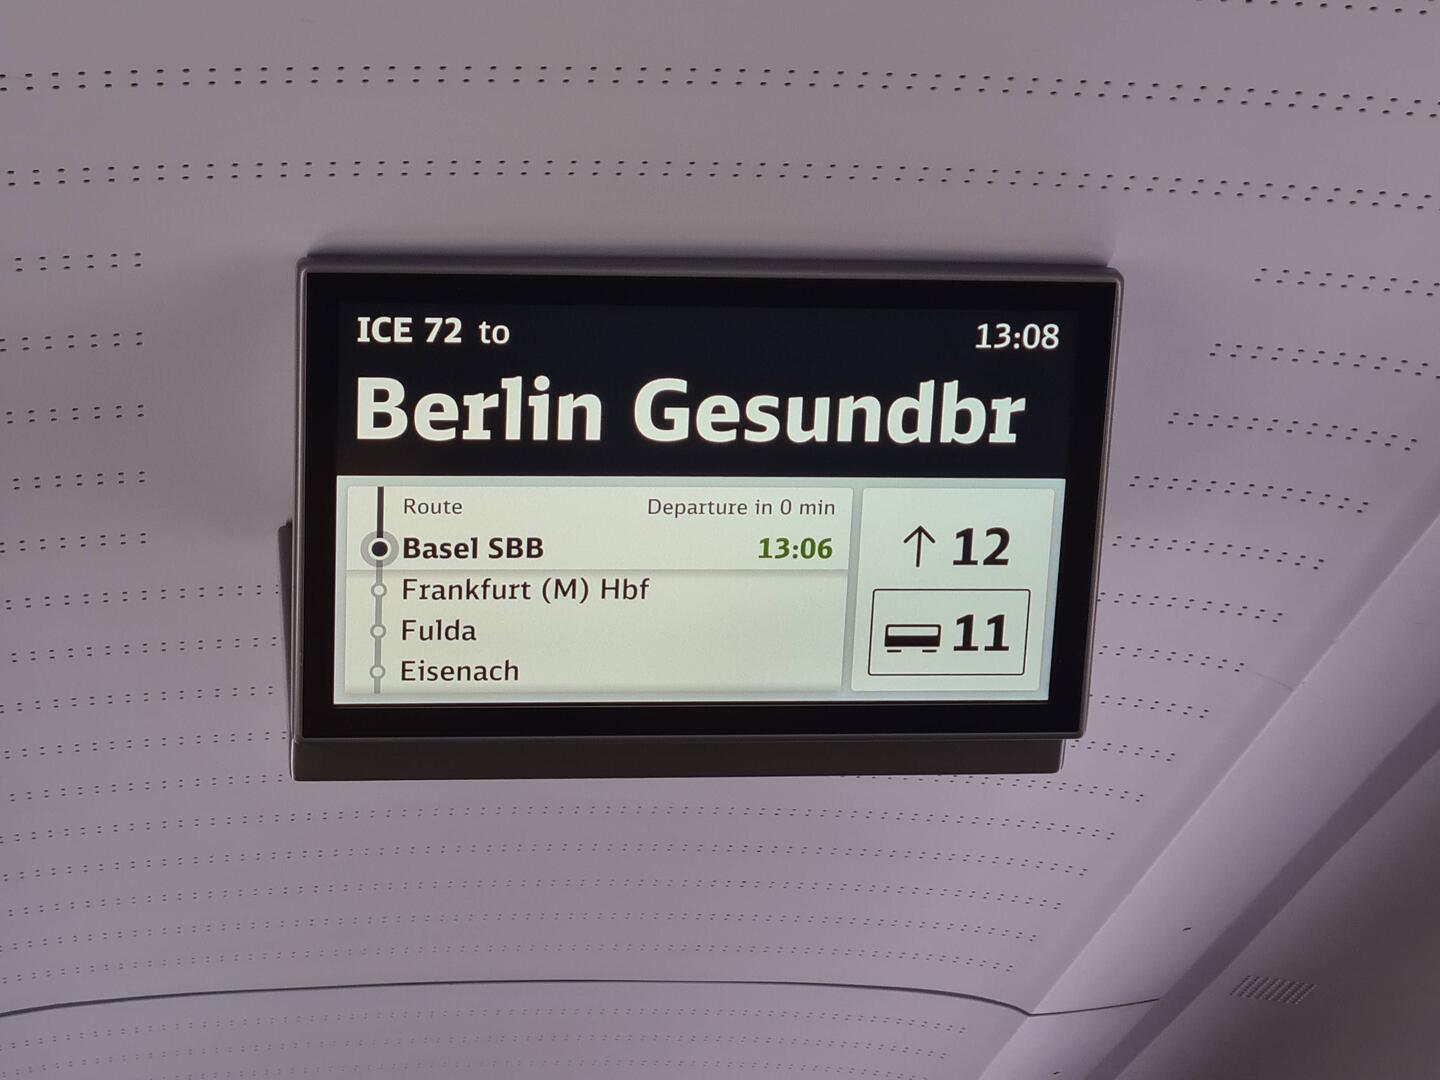 ICE 72 to 13:08
Berlin Gesundbr
Route Departure in 0 min
Basel SBB 13:06
Frankfurt (M) Hbf
Fulda
Eisenach
↑ 12
11